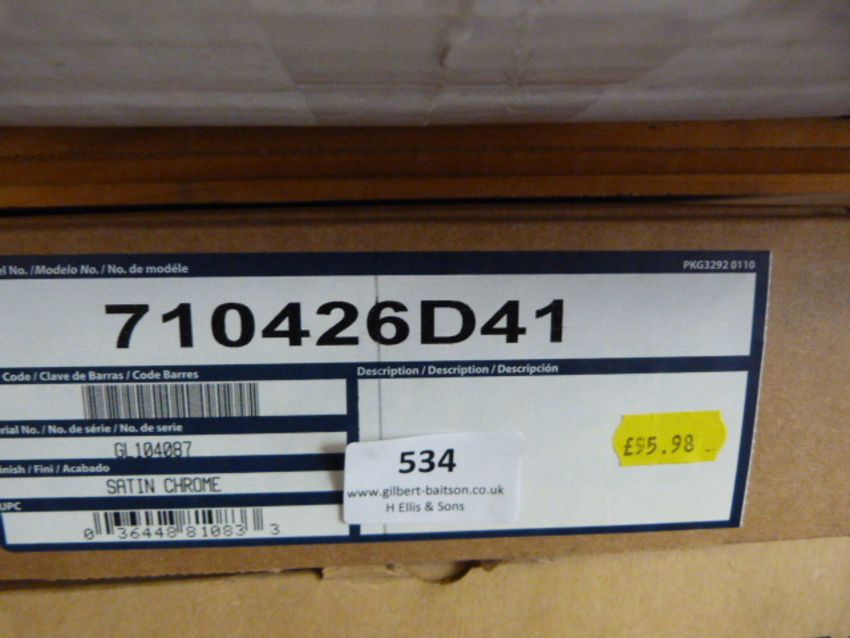 el No. / Modelo No. / No. de modéle
PKG3292 0110
710426D41
Code / Clave de Barras / Code Barres
Description / Description / Descripción
rial No. / No. de série / No. de serie
GL104087
inish / Fini / Acabado
SATIN CHROME
UPC
0 36448 81083 3
534
www.gilbert-baitson.co.uk
H Ellis & Sons
£95.98